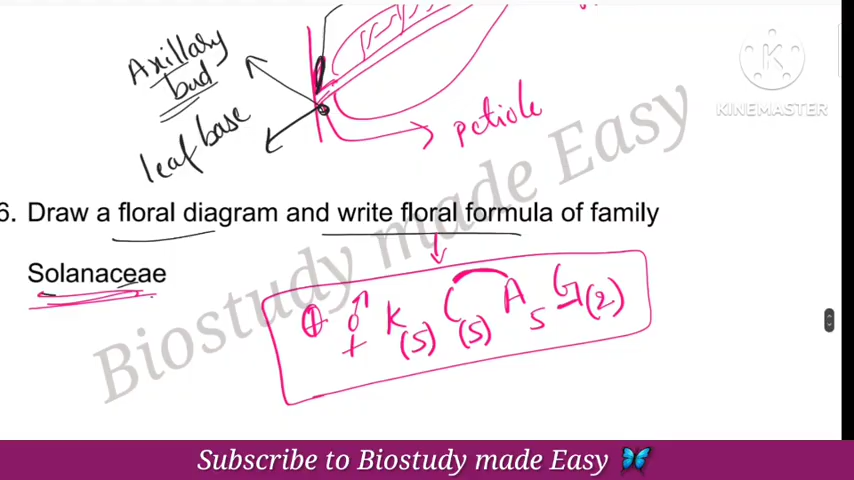 Axillary
bud
leaf base
petiole
KINEMASTER
Biostudy made Easy
6. Draw a floral diagram and write floral formula of family
Solanaceae
⊕ ⚥ K(5) C(5) A5 G(2)
Subscribe to Biostudy made Easy 🦋